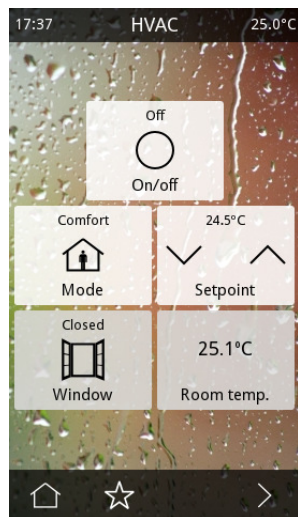 17:37 HVAC 25.0°C
Off
On/off
Comfort
Mode
24.5°C
Setpoint
Closed
Window
25.1°C
Room temp.